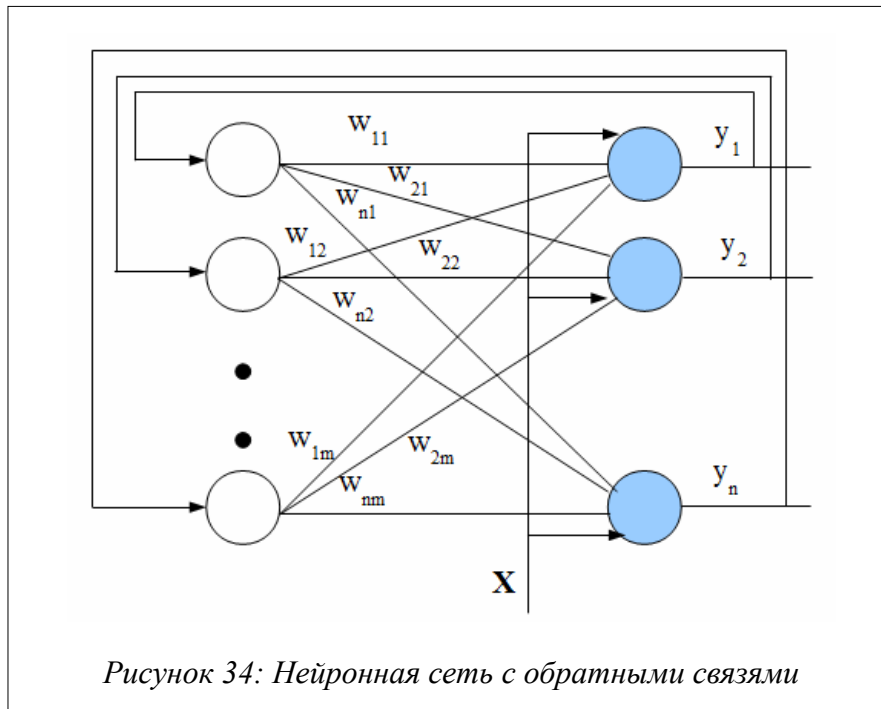 w11
y1
w21
wn1
w12
w22
y2
wn2
w1m
w2m
wnm
yn
X
Рисунок 34: Нейронная сеть с обратными связями